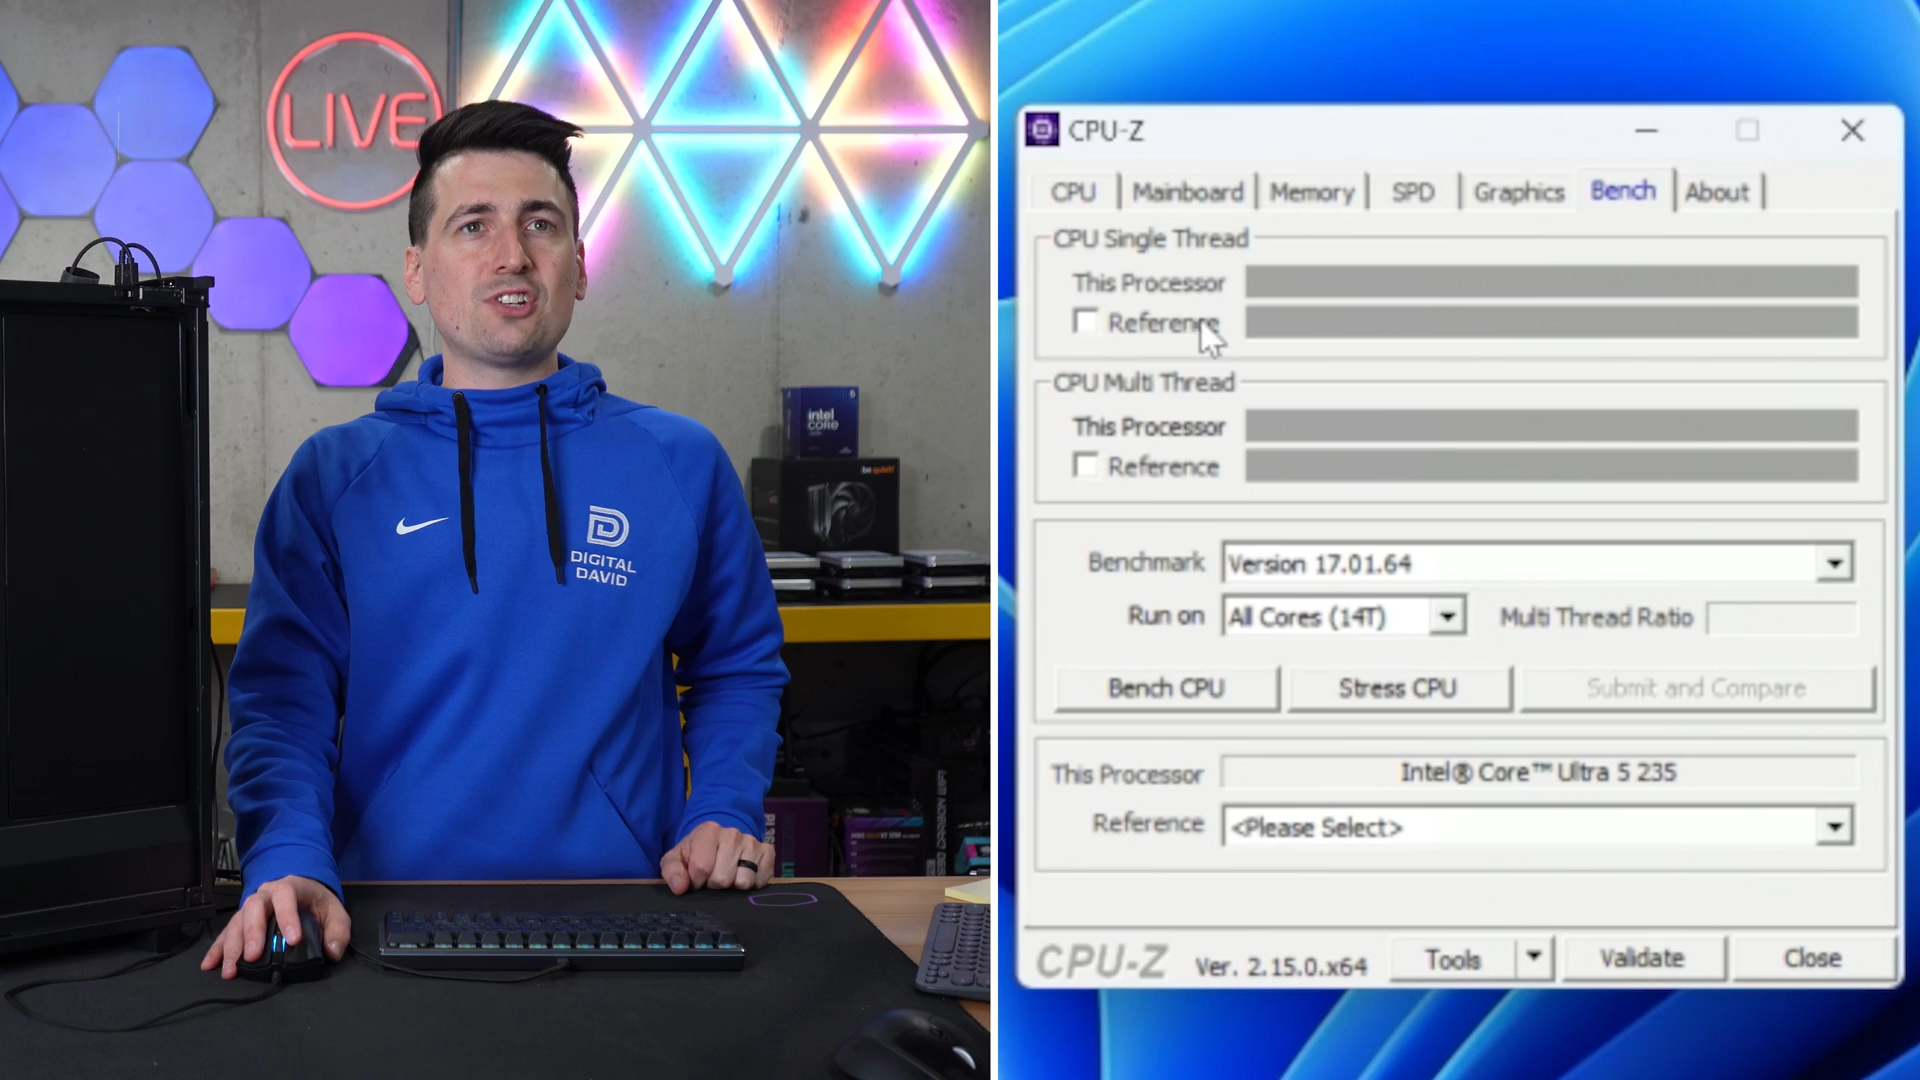 LIVE
intel
CORE
be quiet!
DIGITAL
DAVID
CPU-Z
CPU
Mainboard
Memory
SPD
Graphics
Bench
About
CPU Single Thread
This Processor
Reference
CPU Multi Thread
This Processor
Reference
Benchmark
Version 17.01.64
Run on
All Cores (14T)
Multi Thread Ratio
Bench CPU
Stress CPU
Submit and Compare
This Processor
Intel® Core™ Ultra 5 235
Reference
<Please Select>
CPU-Z
Ver. 2.15.0.x64
Tools
Validate
Close